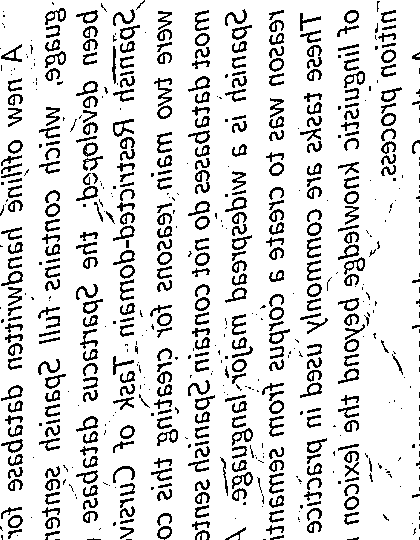 A new offline handwritten database for
guage, which contains full Spanish senten
been developed: the Spartacus database
Spanish Restricted-domain Task of Cursiv
were two main reasons for creating this co
most databases do not contain Spanish sente
Spanish is a widespread major language. A
reason was to create a corpus from semanti
These tasks are commonly used in practice
of linguistic knowledge beyond the lexicon
nition process.